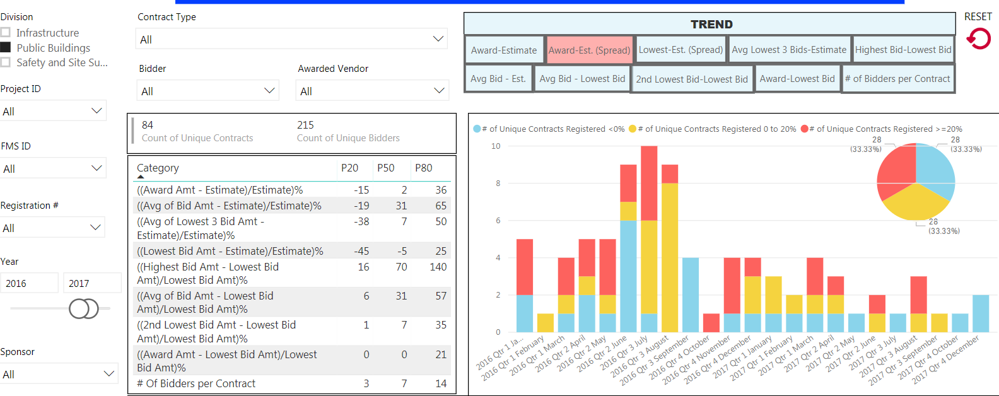 Division
Infrastructure
Public Buildings
Safety and Site Su...
Project ID
All
FMS ID
All
Registration #
All
Year
2016 2017
Sponsor
All
Contract Type
All
Bidder Awarded Vendor
All All
84 215
Count of Unique Contracts Count of Unique Bidders
Category P20 P50 P80
((Award Amt - Estimate)/Estimate)% -15 2 36
((Avg of Bid Amt - Estimate)/Estimate)% -19 31 65
((Avg of Lowest 3 Bid Amt - -38 7 50
Estimate)/Estimate)%
((Lowest Bid Amt - Estimate)/Estimate)% -45 -5 25
((Highest Bid Amt - Lowest Bid 16 70 140
Amt)/Lowest Bid Amt)%
((Avg of Bid Amt - Lowest Bid 6 31 57
Amt)/Lowest Bid Amt)%
((2nd Lowest Bid Amt - Lowest Bid 1 7 35
Amt)/Lowest Bid Amt)%
((Award Amt - Lowest Bid Amt)/Lowest 0 0 21
Bid Amt)%
# Of Bidders per Contract 3 7 14
TREND
Award-Estimate Award-Est. (Spread) Lowest-Est. (Spread) Avg Lowest 3 Bids-Estimate Highest Bid-Lowest Bid
Avg Bid - Est. Avg Bid - Lowest Bid 2nd Lowest Bid-Lowest Bid Award-Lowest Bid # of Bidders per Contract
RESET
# of Unique Contracts Registered <0% # of Unique Contracts Registered 0 to 20% # of Unique Contracts Registered >=20%
28 28
(33.33%) (33.33%)
28
(33.33%)
10
8
6
4
2
0
2016 Qtr 1 Ja...
2016 Qtr 1 February
2016 Qtr 1 March
2016 Qtr 2 April
2016 Qtr 2 May
2016 Qtr 2 June
2016 Qtr 3 July
2016 Qtr 3 August
2016 Qtr 3 September
2016 Qtr 4 October
2016 Qtr 4 November
2016 Qtr 4 December
2017 Qtr 1 January
2017 Qtr 1 February
2017 Qtr 1 March
2017 Qtr 2 April
2017 Qtr 2 May
2017 Qtr 2 June
2017 Qtr 3 July
2017 Qtr 3 August
2017 Qtr 3 September
2017 Qtr 4 October
2017 Qtr 4 December